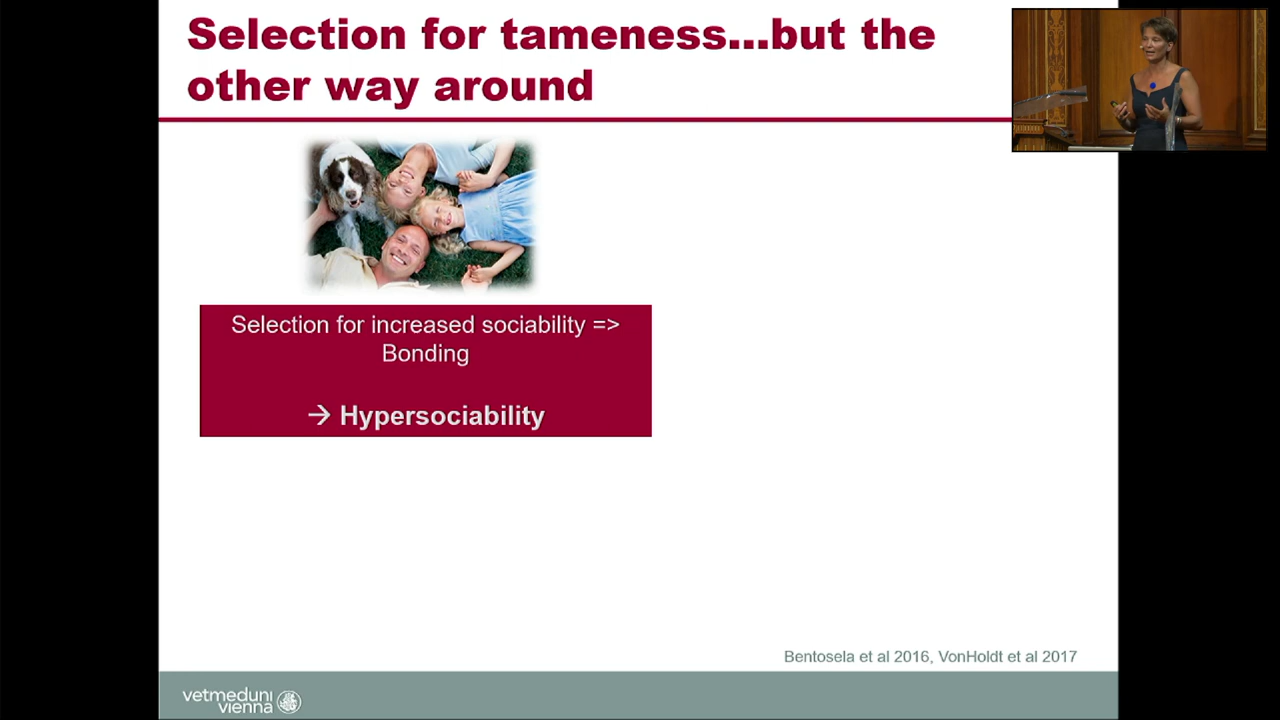 Selection for tameness...but the
other way around
Selection for increased sociability =>
Bonding
→ Hypersociability
Bentosela et al 2016, VonHoldt et al 2017
vetmeduni
vienna